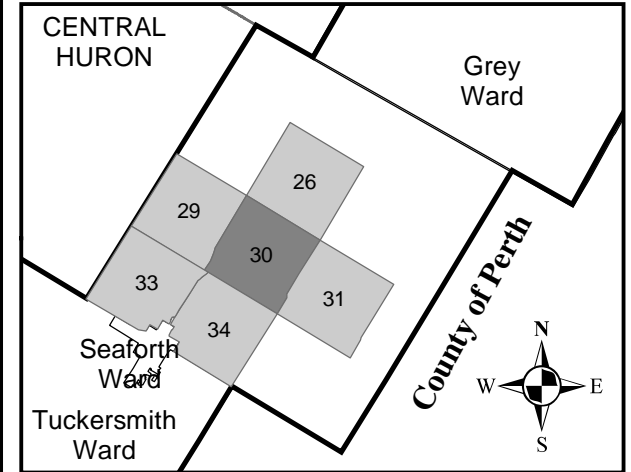 CENTRAL
HURON
Grey
Ward
26
29
30
31
33
34
Seaforth
Ward
Tuckersmith
Ward
County of Perth
N
W
E
S